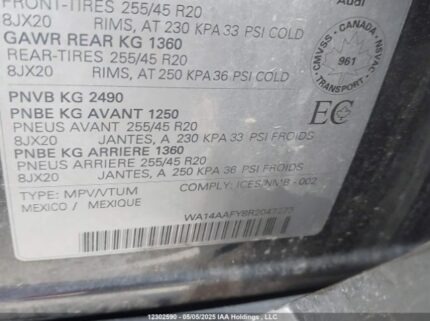 FRONT-TIRES 255/45 R20
8JX20 RIMS, AT 230 KPA 33 PSI COLD
GAWR REAR KG 1360
REAR-TIRES 255/45 R20
8JX20 RIMS, AT 250 KPA 36 PSI COLD
PNVB KG 2490
PNBE KG AVANT 1250
PNEUS AVANT 255/45 R20
8JX20 JANTES, A 230 KPA 33 PSI FROIDS
PNBE KG ARRIERE 1360
PNEUS ARRIERE 255/45 R20
8JX20 JANTES, A 250 KPA 36 PSI FROIDS
TYPE: MPV/VTUM COMPLY: ICES/NMB - 002
MEXICO / MEXIQUE
Audi
CMVSS CANADA NSVAC
961
TRANSPORT
EC
12302590 - 05/05/2025 IAA Holdings, LLC. Copyright